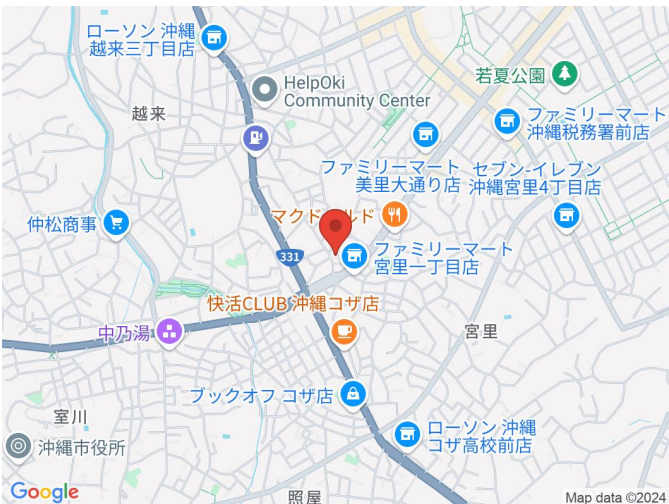 ローソン 沖縄
越来三丁目店
若夏公園
HelpOki
Community Center
越来
ファミリーマート
沖縄税務署前店
ファミリーマート
美里大通り店
セブン-イレブン
沖縄宮里4丁目店
仲松商事
マクドナルド
331
ファミリーマート
宮里一丁目店
快活CLUB 沖縄コザ店
中乃湯
宮里
ブックオフ コザ店
室川
ローソン 沖縄
コザ高校前店
沖縄市役所
照屋
Google
Map data ©2024